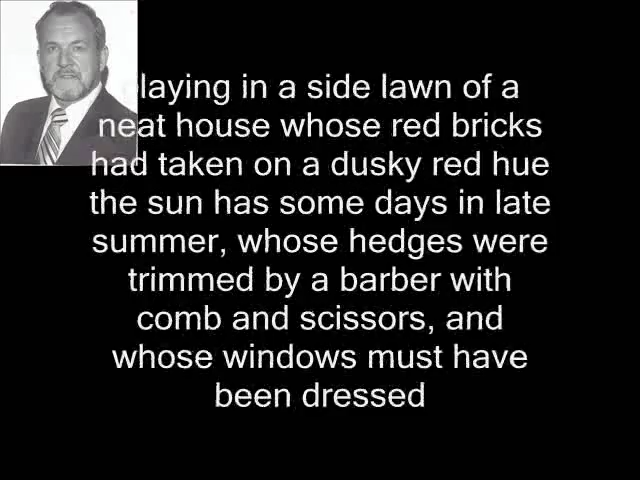 laying in a side lawn of a
neat house whose red bricks
had taken on a dusky red hue
the sun has some days in late
summer, whose hedges were
trimmed by a barber with
comb and scissors, and
whose windows must have
been dressed